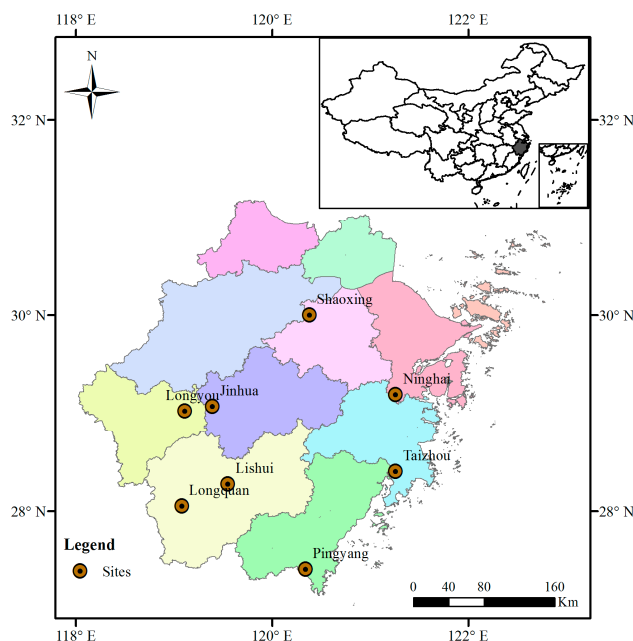 118° E 120° E 122° E
N
32° N 32° N
30° N 30° N
Shaoxing
Ninghai
Longyou Jinhua
Taizhou
Lishui
Longquan
28° N 28° N
Legend
Pingyang
Sites
0 40 80 160
Km
118° E 120° E 122° E